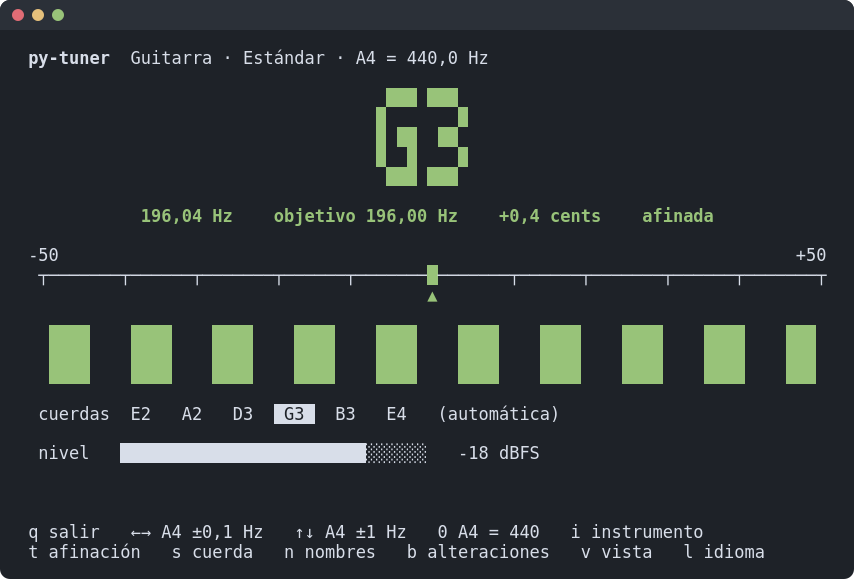 py-tuner Guitarra · Estándar · A4 = 440,0 Hz
G3
196,04 Hz objetivo 196,00 Hz +0,4 cents afinada
-50 +50
cuerdas E2 A2 D3 G3 B3 E4 (automática)
nivel -18 dBFS
q salir ←→ A4 ±0,1 Hz ↑↓ A4 ±1 Hz 0 A4 = 440 i instrumento
t afinación s cuerda n nombres b alteraciones v vista l idioma